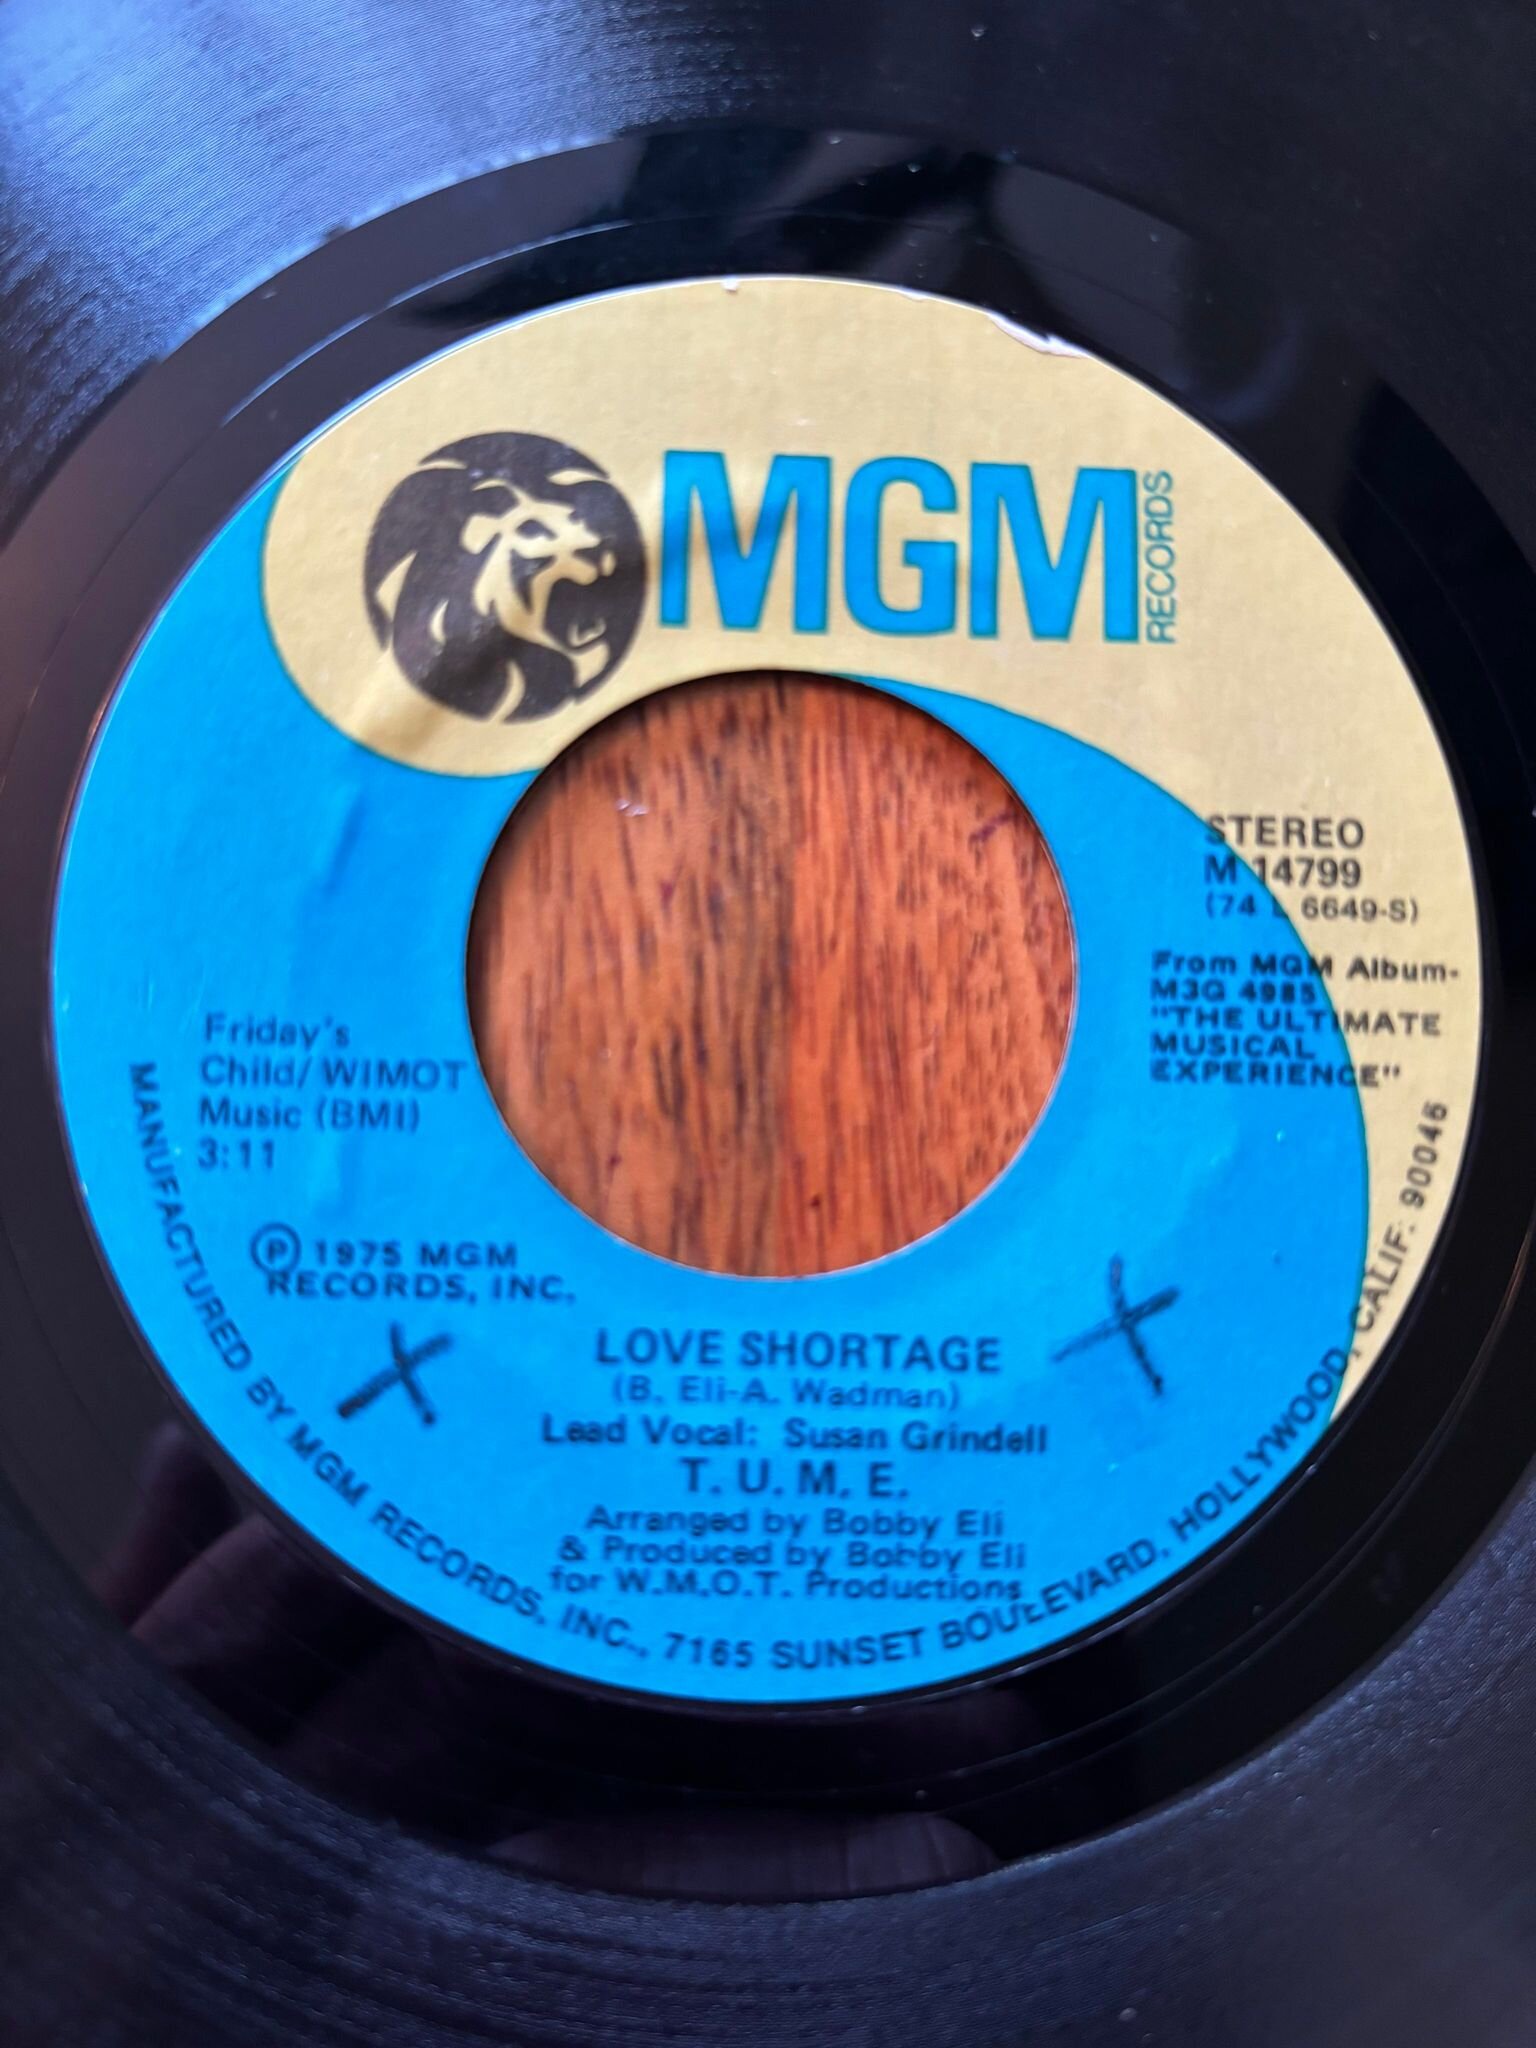 MGM
RECORDS
STEREO
M 14799
(74 L 6649-S)
From MGM Album-
M3G 4985
"THE ULTIMATE
MUSICAL
EXPERIENCE"
Friday's
Child/WIMOT
Music (BMI)
3:11
Ⓟ 1975 MGM
RECORDS, INC.
LOVE SHORTAGE
(B. Eli-A. Wadman)
Lead Vocal: Susan Grindell
T. U. M. E.
Arranged by Bobby Eli
& Produced by Bobby Eli
for W.M.O.T. Productions
MANUFACTURED BY MGM RECORDS, INC., 7165 SUNSET BOULEVARD, HOLLYWOOD, CALIF. 90046